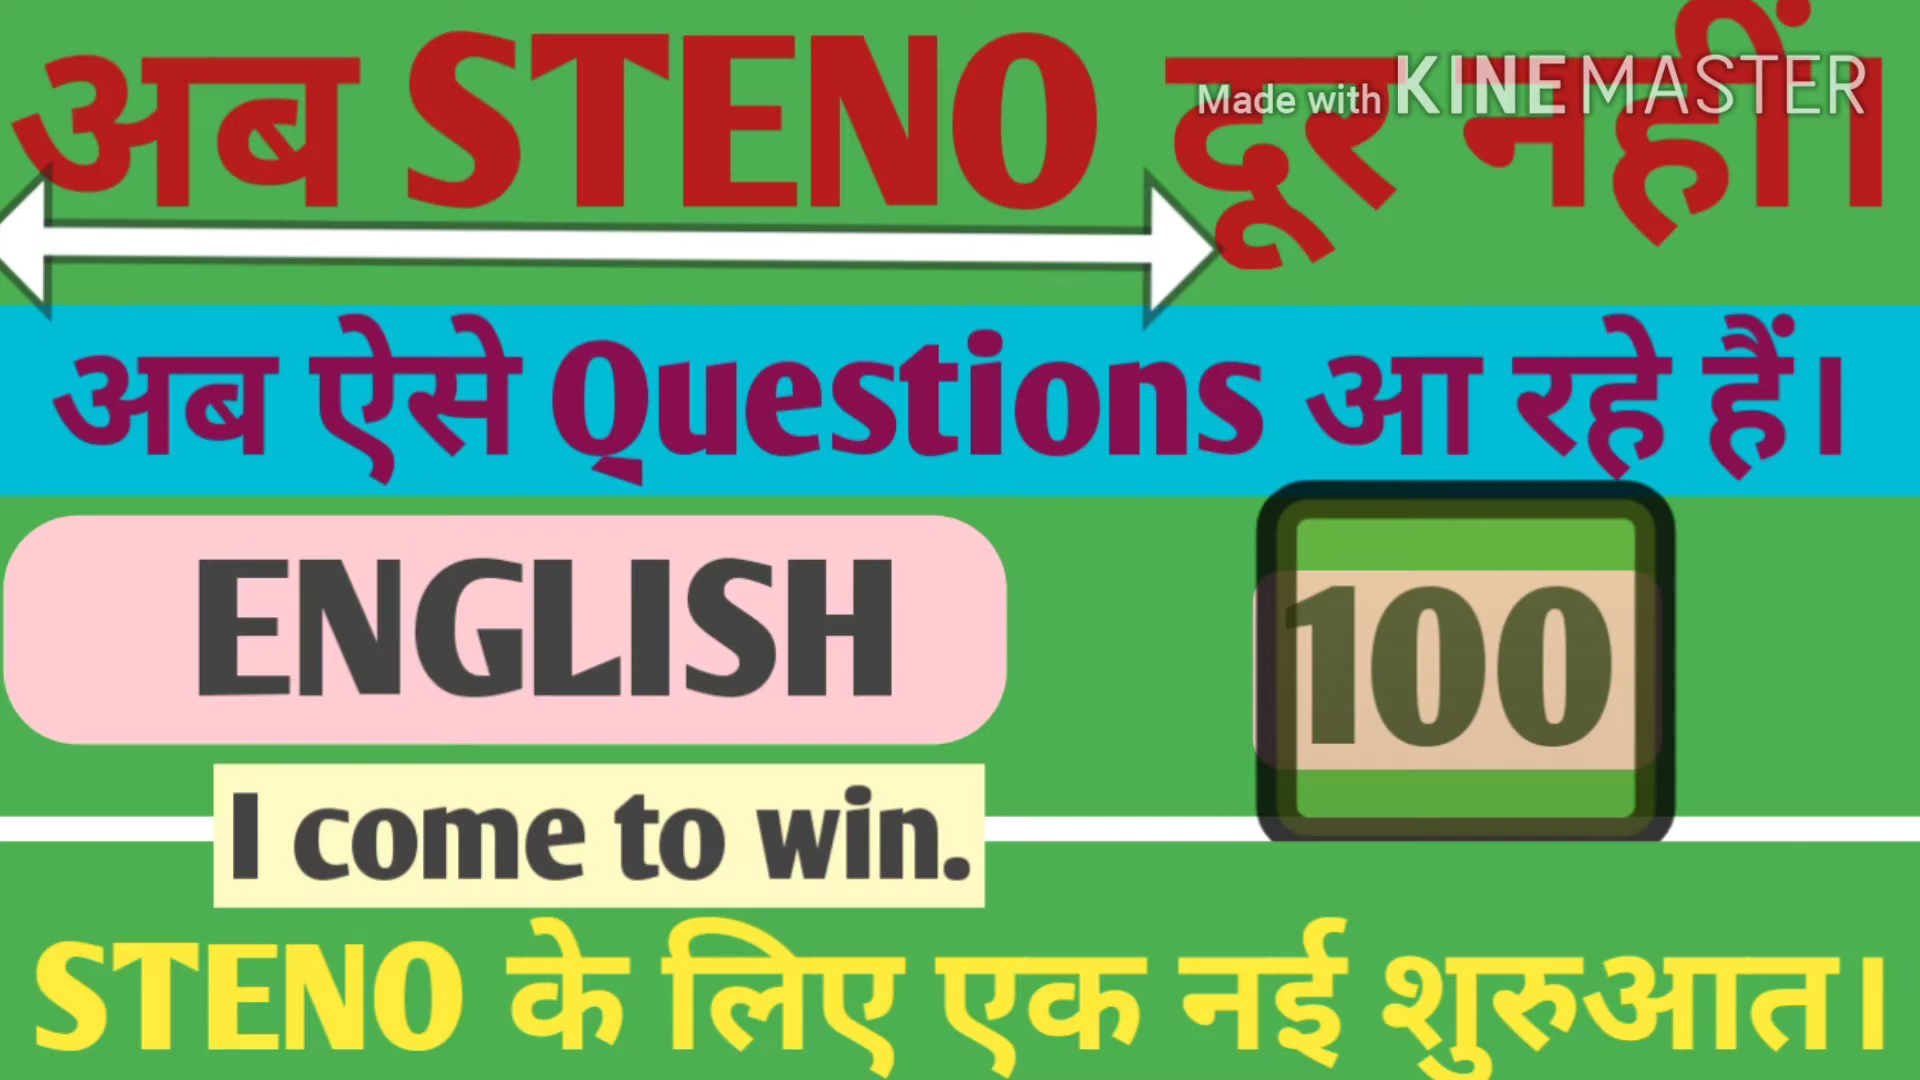 अब STENO दूर नहीं।
Made with KINEMASTER
अब ऐसे Questions आ रहे हैं।
ENGLISH
100
I come to win.
STENO के लिए एक नई शुरुआत।